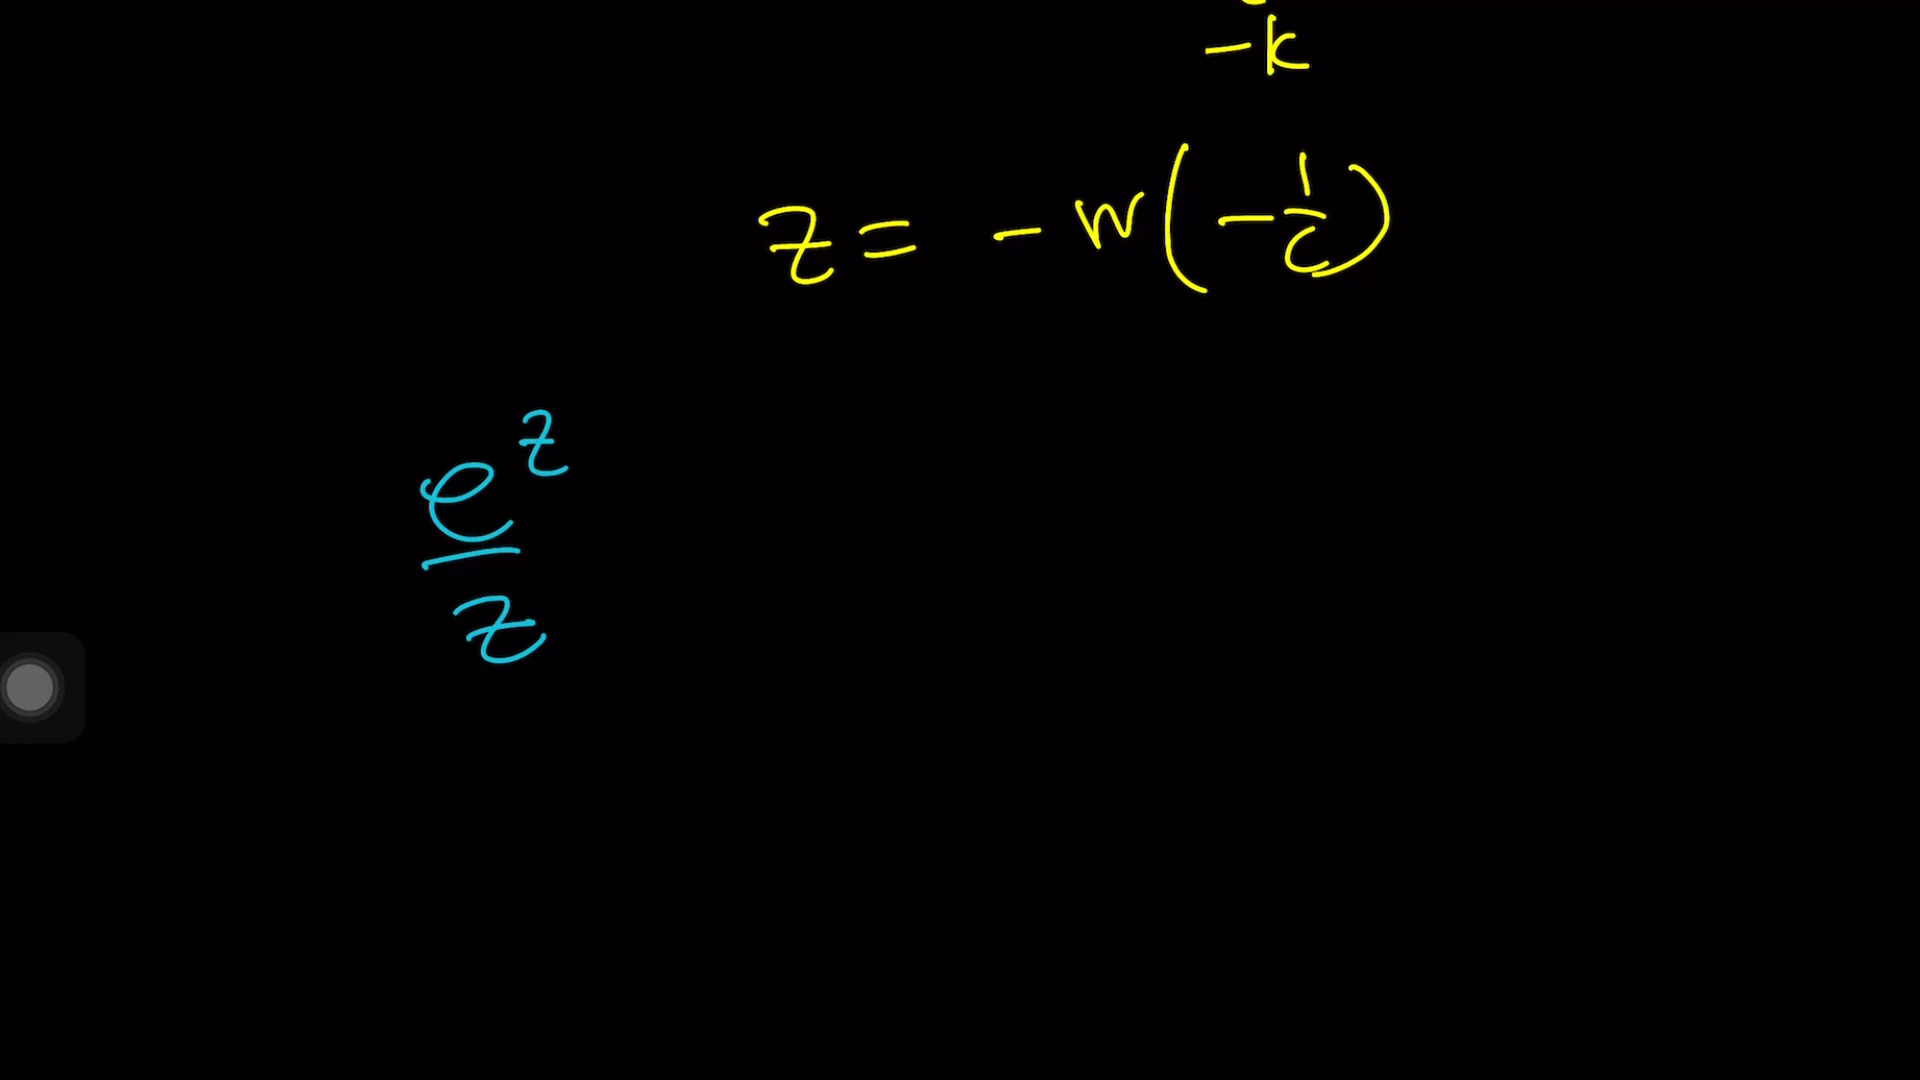 -k
z = - W(-1/c)
e^z/z